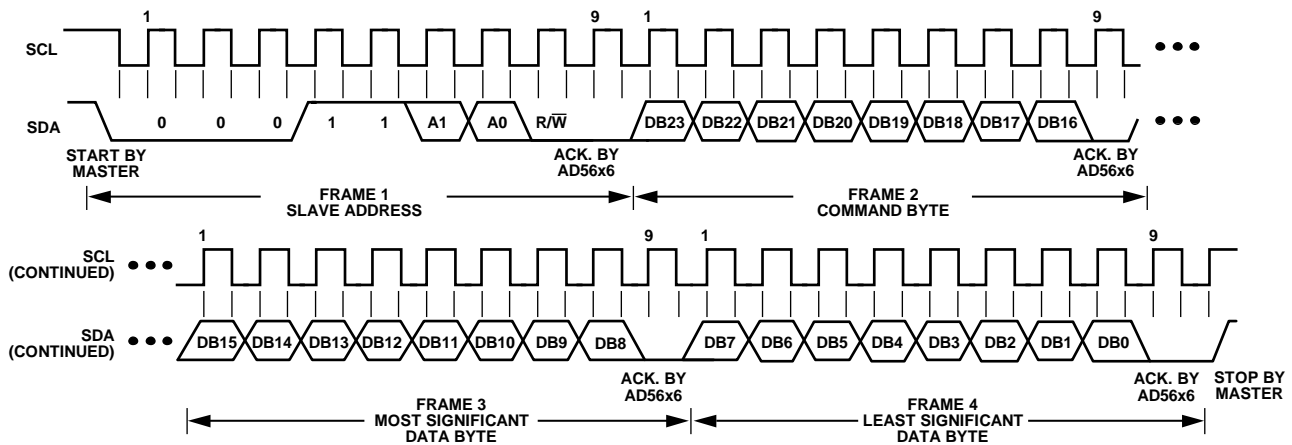 1 9 1 9
SCL
SDA 0 0 0 1 1 A1 A0 R/W̅ DB23 DB22 DB21 DB20 DB19 DB18 DB17 DB16
START BY
MASTER
ACK. BY
AD56x6
ACK. BY
AD56x6
FRAME 1
SLAVE ADDRESS
FRAME 2
COMMAND BYTE
1 9 1 9
SCL
(CONTINUED)
SDA
(CONTINUED)
DB15 DB14 DB13 DB12 DB11 DB10 DB9 DB8 DB7 DB6 DB5 DB4 DB3 DB2 DB1 DB0
ACK. BY
AD56x6
ACK. BY
AD56x6
STOP BY
MASTER
FRAME 3
MOST SIGNIFICANT
DATA BYTE
FRAME 4
LEAST SIGNIFICANT
DATA BYTE